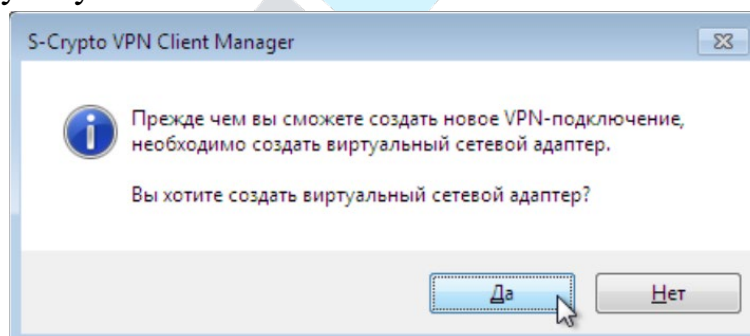 S-Crypto VPN Client Manager
Прежде чем вы сможете создать новое VPN-подключение,
необходимо создать виртуальный сетевой адаптер.
Вы хотите создать виртуальный сетевой адаптер?
Да
Нет